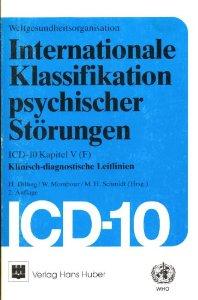 Weltgesundheitsorganisation
Internationale
Klassifikation
psychischer
Störungen
ICD-10 Kapitel V (F)
Klinisch-diagnostische Leitlinien
H. Dilling/W. Mombour/M. H. Schmidt (Hrsg.)
2. Auflage
ICD-10
Verlag Hans Huber
WHO